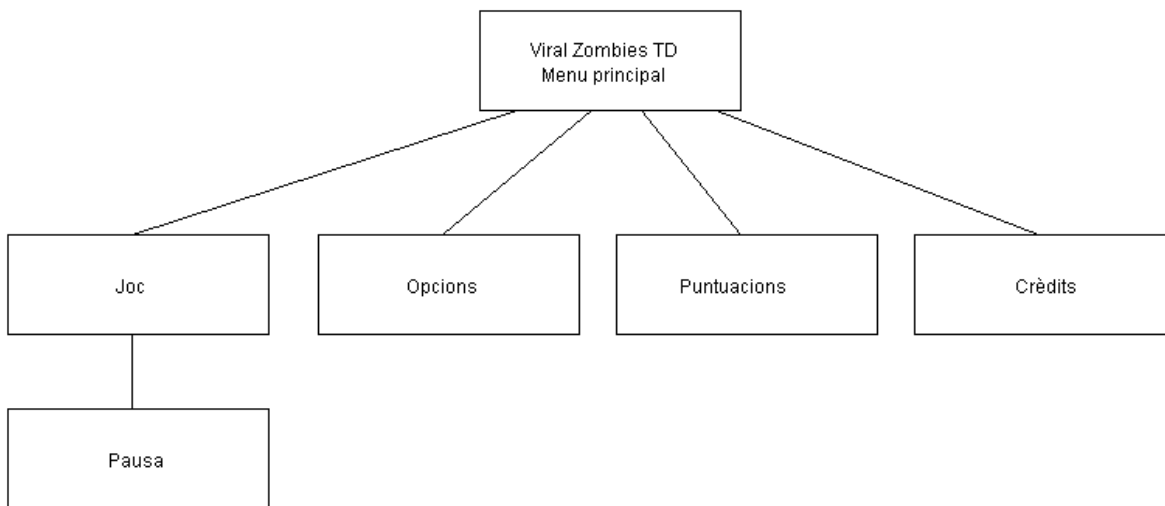 Viral Zombies TD
Menu principal
Joc
Opcions
Puntuacions
Crèdits
Pausa